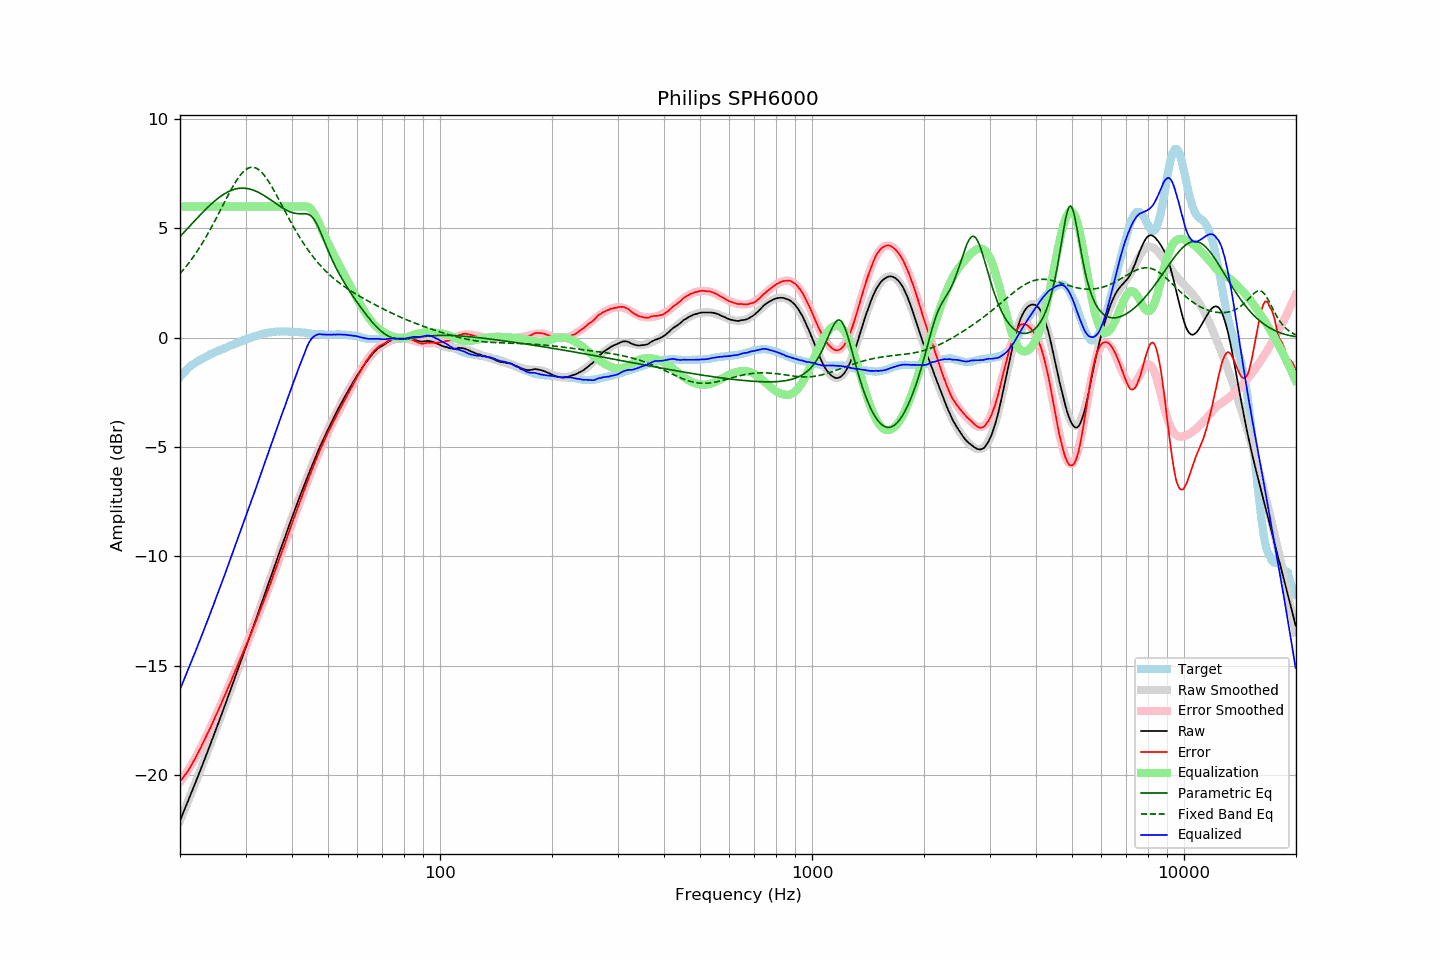 Philips SPH6000
10
5
0
−5
−10
−15
−20
Amplitude (dBr)
100
1000
10000
Frequency (Hz)
Target
Raw Smoothed
Error Smoothed
Raw
Error
Equalization
Parametric Eq
Fixed Band Eq
Equalized